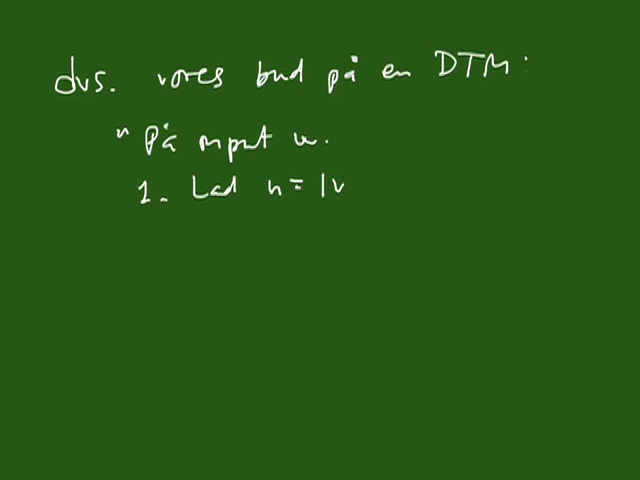 dvs. vores bud på en DTM:
"På input w:
1. Lad n = |v